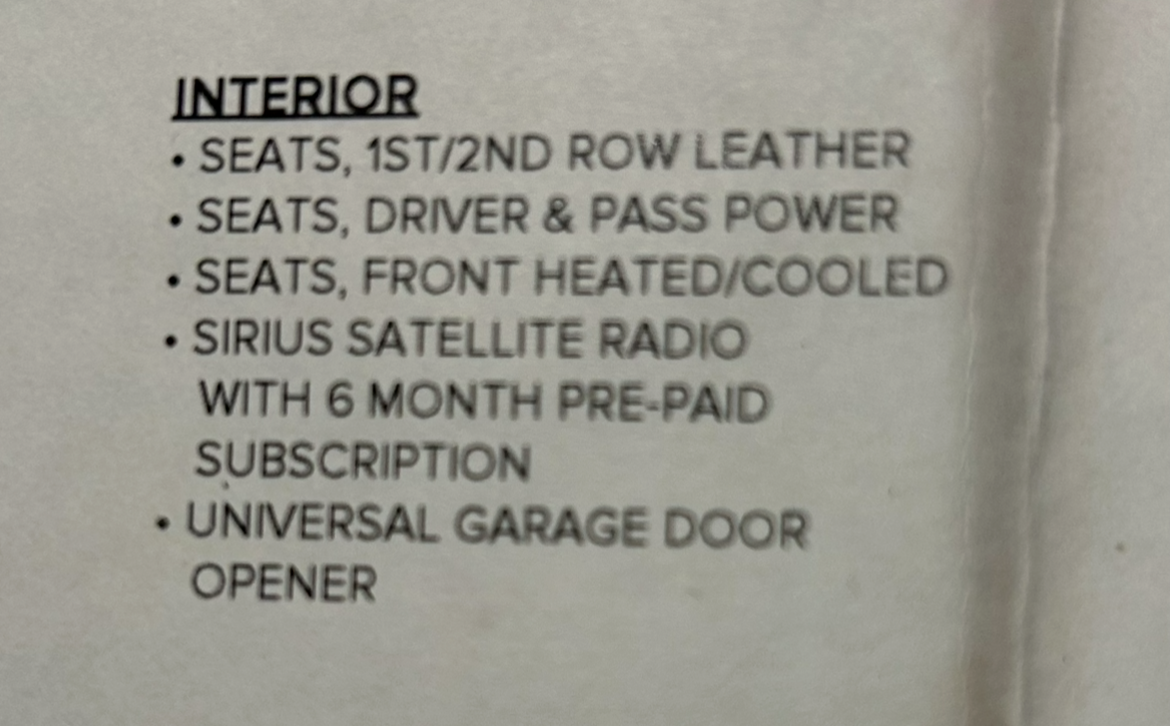 INTERIOR
• SEATS, 1ST/2ND ROW LEATHER
• SEATS, DRIVER & PASS POWER
• SEATS, FRONT HEATED/COOLED
• SIRIUS SATELLITE RADIO
WITH 6 MONTH PRE-PAID
SUBSCRIPTION
• UNIVERSAL GARAGE DOOR
OPENER